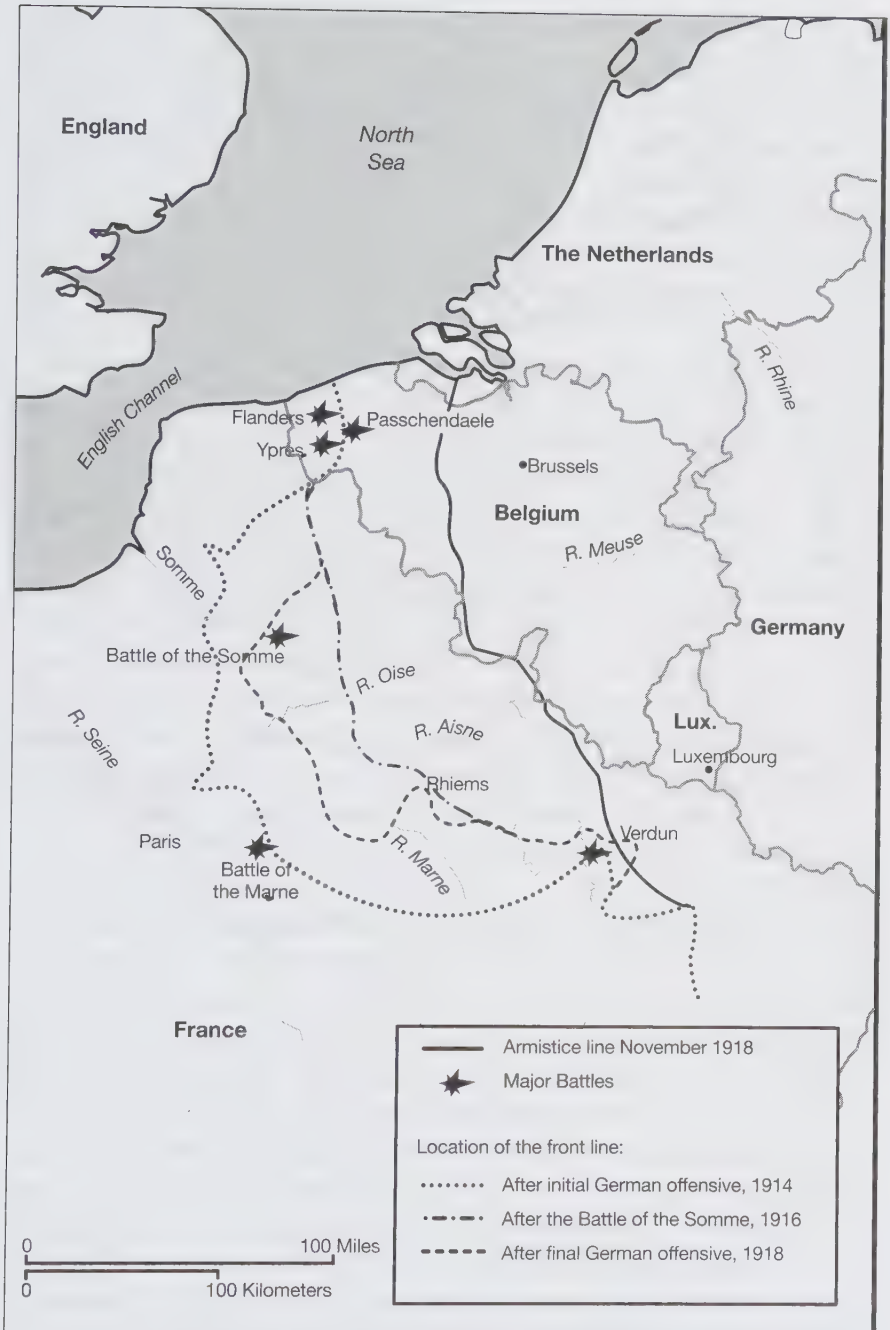 England
North
Sea
The Netherlands
R. Rhine
English Channel
Flanders
Passchendaele
Ypres
Brussels
Belgium
R. Meuse
Somme
Germany
Battle of the Somme
R. Oise
R. Seine
R. Aisne
Lux.
Luxembourg
Rhiems
Verdun
Paris
R. Marne
Battle of
the Marne
France
Armistice line November 1918
Major Battles
Location of the front line:
After initial German offensive, 1914
After the Battle of the Somme, 1916
After final German offensive, 1918
0
100 Miles
0
100 Kilometers